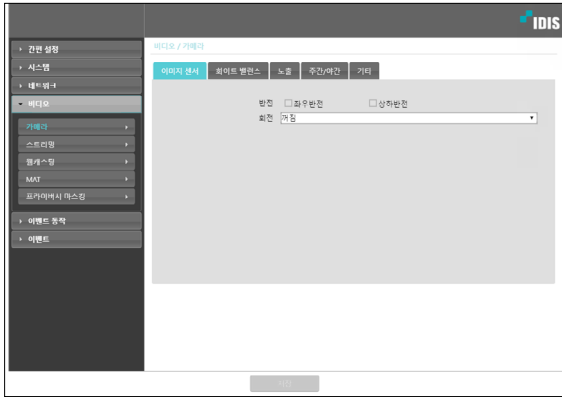 IDIS
간편 설정
시스템
네트워크
비디오
카메라
스트리밍
웹캐스팅
MAT
프라이버시 마스킹
이벤트 동작
이벤트
비디오 / 카메라
이미지 센서 화이트 밸런스 노출 주간/야간 기타
반전 좌우반전 상하반전
회전 꺼짐
저장